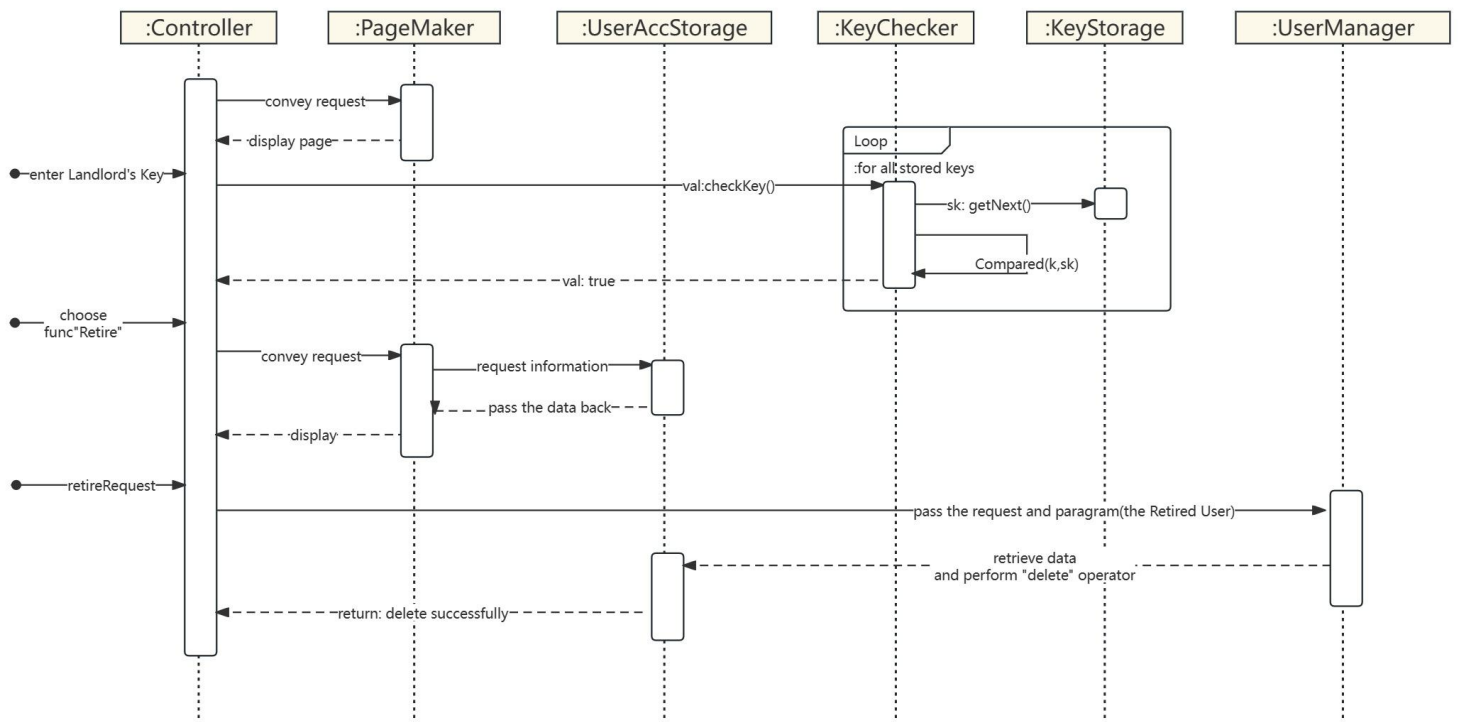 :Controller
:PageMaker
:UserAccStorage
:KeyChecker
:KeyStorage
:UserManager
convey request
display page
Loop
:for all stored keys
enter Landlord's Key
val:checkKey()
sk: getNext()
Compared(k,sk)
val: true
choose
func"Retire"
convey request
request information
pass the data back
display
retireRequest
pass the request and paragram(the Retired User)
retrieve data
and perform "delete" operator
return: delete successfully